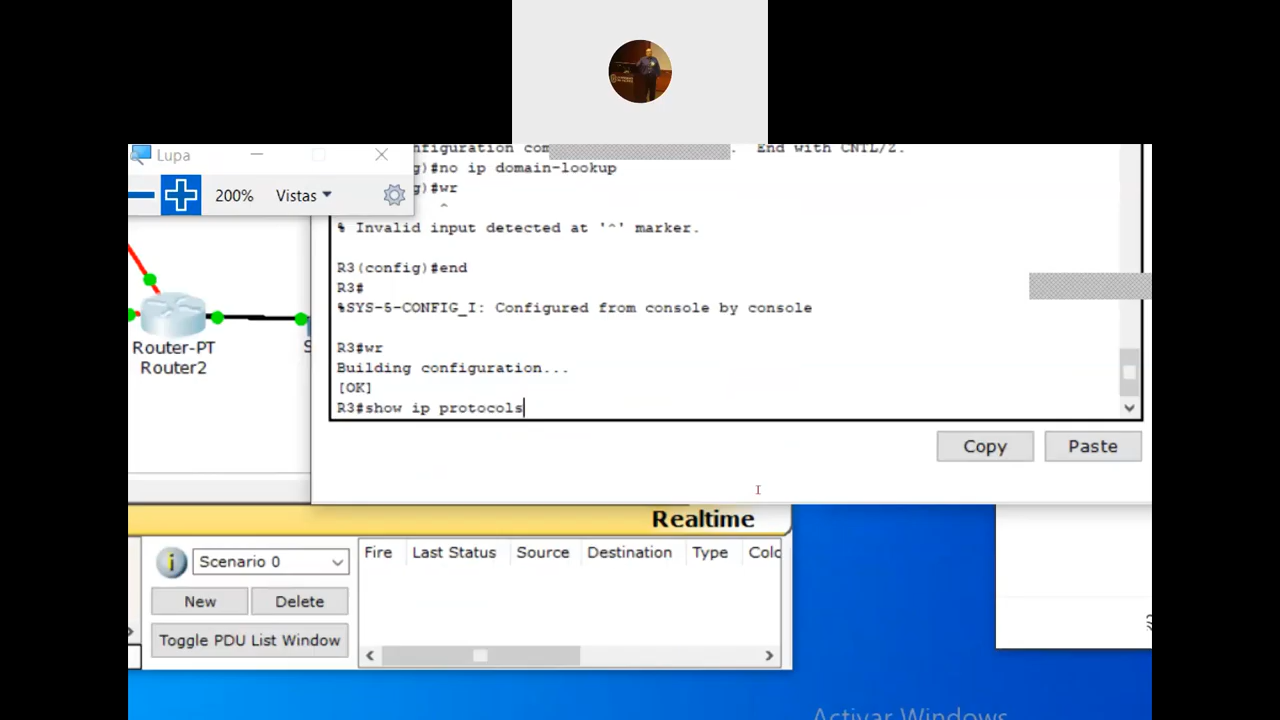 Lupa
200%
Vistas
nfiguration com . End with CNTL/Z.
g)#no ip domain-lookup
g)#wr
^
% Invalid input detected at '^' marker.
R3(config)#end
R3#
%SYS-5-CONFIG_I: Configured from console by console
R3#wr
Building configuration...
[OK]
R3#show ip protocols
Router-PT
Router2
S
Copy
Paste
Realtime
Scenario 0
New
Delete
Toggle PDU List Window
Fire Last Status Source Destination Type Colo
Activar Windows